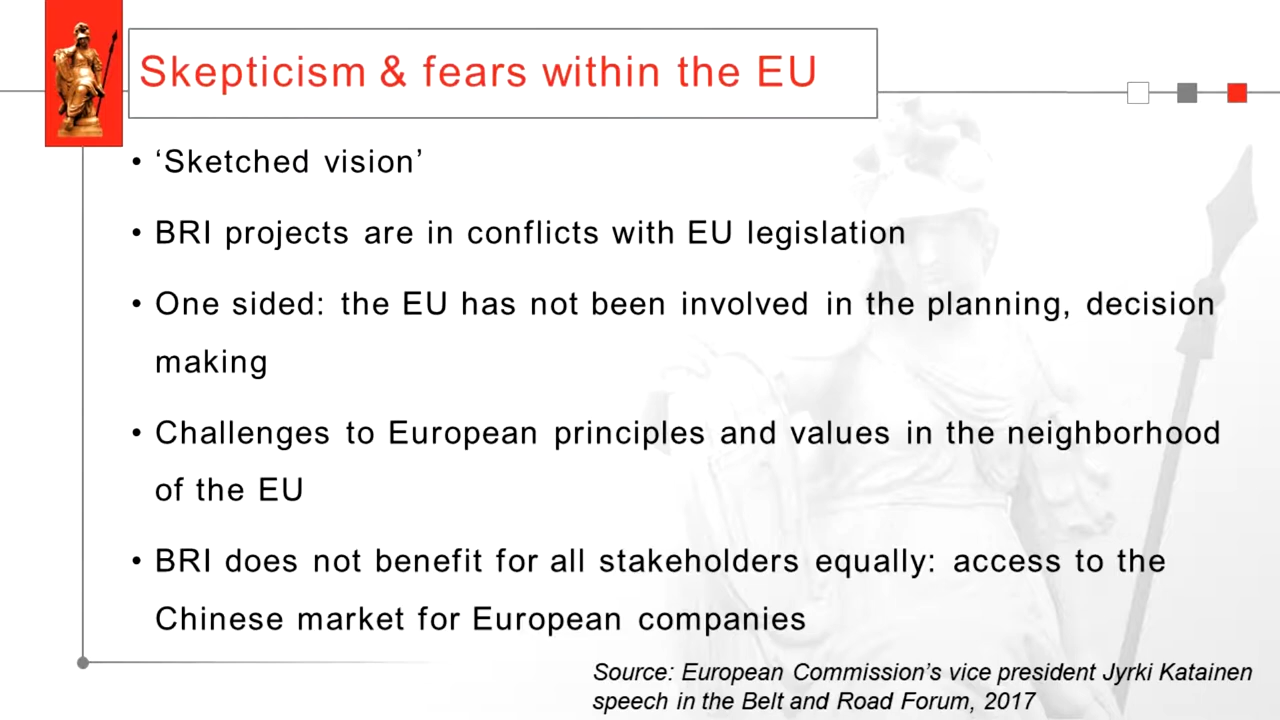 Skepticism & fears within the EU
• ‘Sketched vision’
• BRI projects are in conflicts with EU legislation
• One sided: the EU has not been involved in the planning, decision
making
• Challenges to European principles and values in the neighborhood
of the EU
• BRI does not benefit for all stakeholders equally: access to the
Chinese market for European companies
Source: European Commission’s vice president Jyrki Katainen
speech in the Belt and Road Forum, 2017